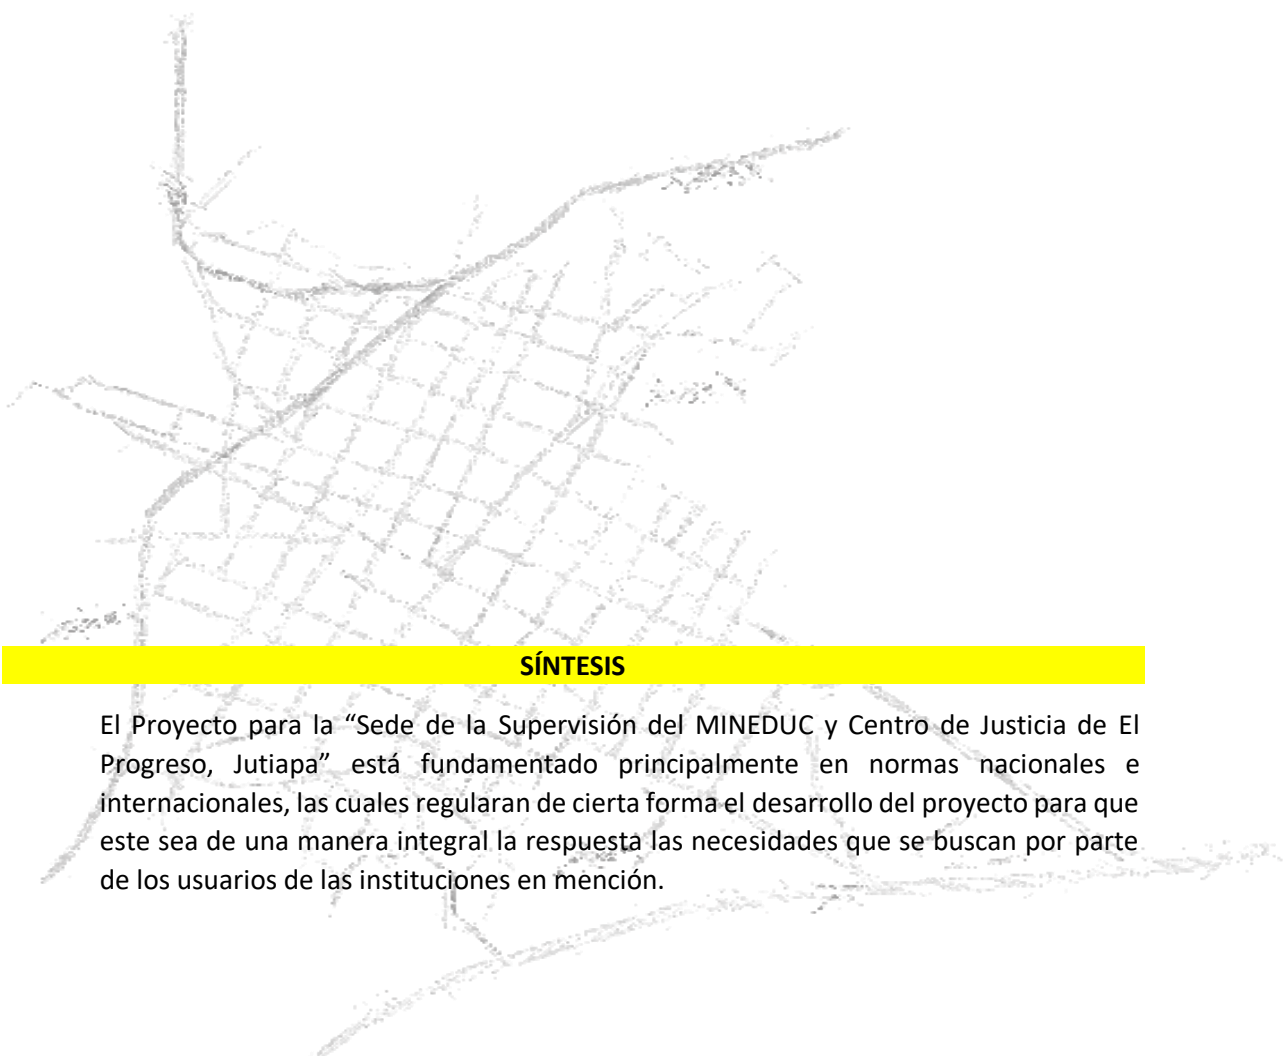 SÍNTESIS
El Proyecto para la “Sede de la Supervisión del MINEDUC y Centro de Justicia de El
Progreso, Jutiapa” está fundamentado principalmente en normas nacionales e
internacionales, las cuales regularan de cierta forma el desarrollo del proyecto para que
este sea de una manera integral la respuesta las necesidades que se buscan por parte
de los usuarios de las instituciones en mención.